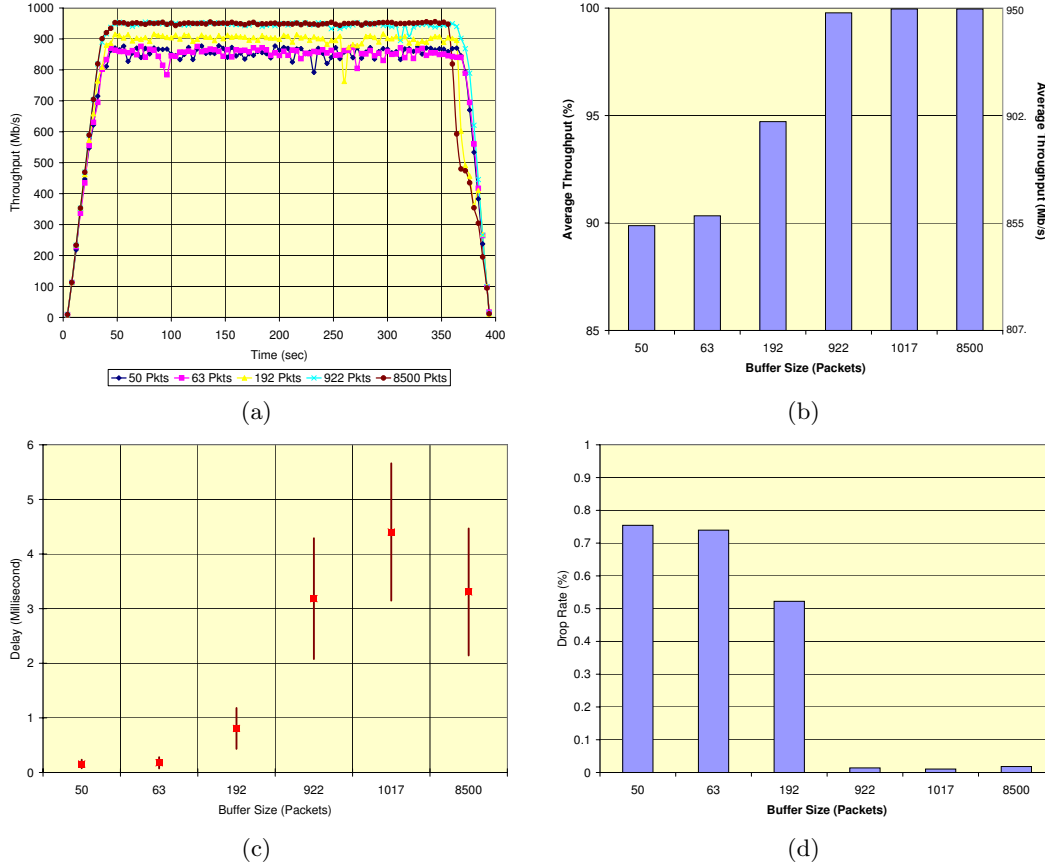 1000
900
800
700
600
500
400
300
200
100
0
Throughput (Mb/s)
0 50 100 150 200 250 300 350 400
Time (sec)
50 Pkts 63 Pkts 192 Pkts 922 Pkts 8500 Pkts
(a)
100
95
90
85
Average Throughput (%)
950
902.
855
807.
Average Throughput (Mb/s)
50 63 192 922 1017 8500
Buffer Size (Packets)
(b)
6
5
4
3
2
1
0
Delay (Millisecond)
50 63 192 922 1017 8500
Buffer Size (Packets)
(c)
1
0.9
0.8
0.7
0.6
0.5
0.4
0.3
0.2
0.1
0
Drop Rate (%)
50 63 192 922 1017 8500
Buffer Size (Packets)
(d)